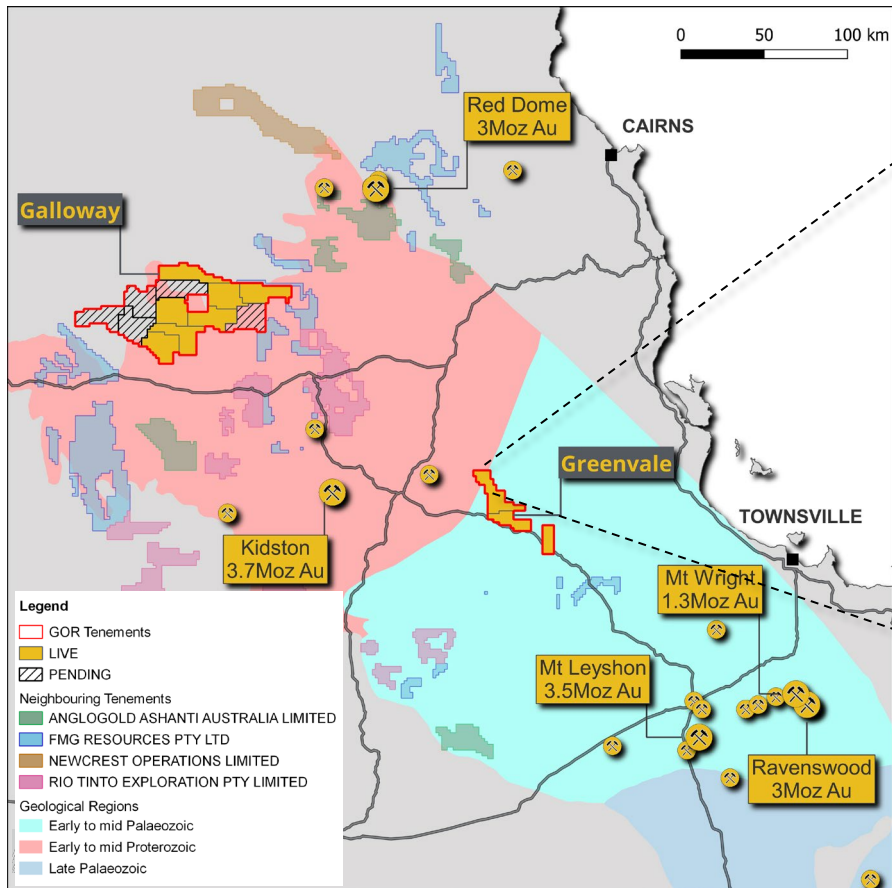 0 50 100 km
Red Dome
3Moz Au
CAIRNS
Galloway
Greenvale
TOWNSVILLE
Kidston
3.7Moz Au
Mt Wright
1.3Moz Au
Mt Leyshon
3.5Moz Au
Ravenswood
3Moz Au
Legend
GOR Tenements
LIVE
PENDING
Neighbouring Tenements
ANGLOGOLD ASHANTI AUSTRALIA LIMITED
FMG RESOURCES PTY LTD
NEWCREST OPERATIONS LIMITED
RIO TINTO EXPLORATION PTY LIMITED
Geological Regions
Early to mid Palaeozoic
Early to mid Proterozoic
Late Palaeozoic